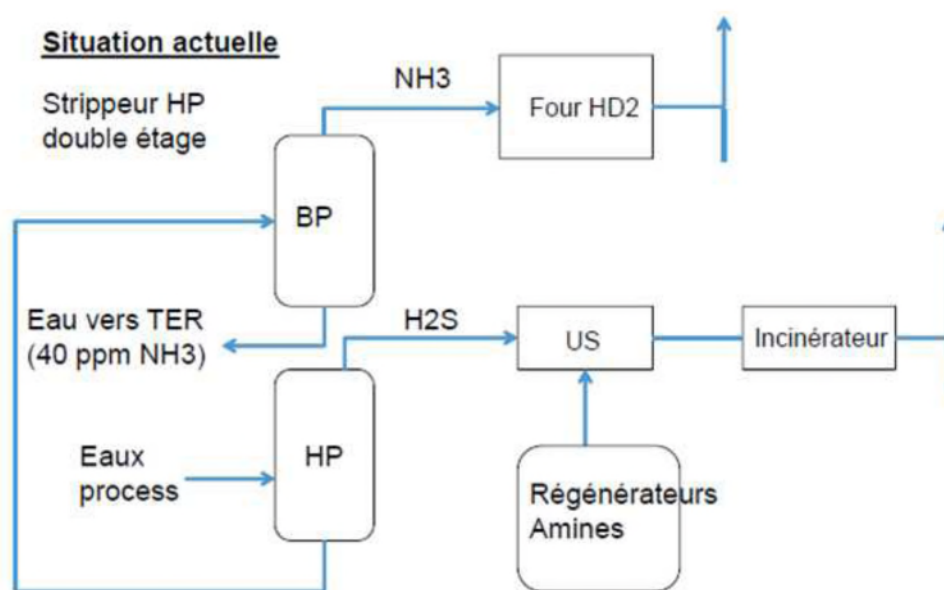 Situation actuelle
Strippeur HP
double étage
NH3
Four HD2
BP
Eau vers TER
(40 ppm NH3)
H2S
US
Incinérateur
Eaux
process
HP
Régénérateurs
Amines